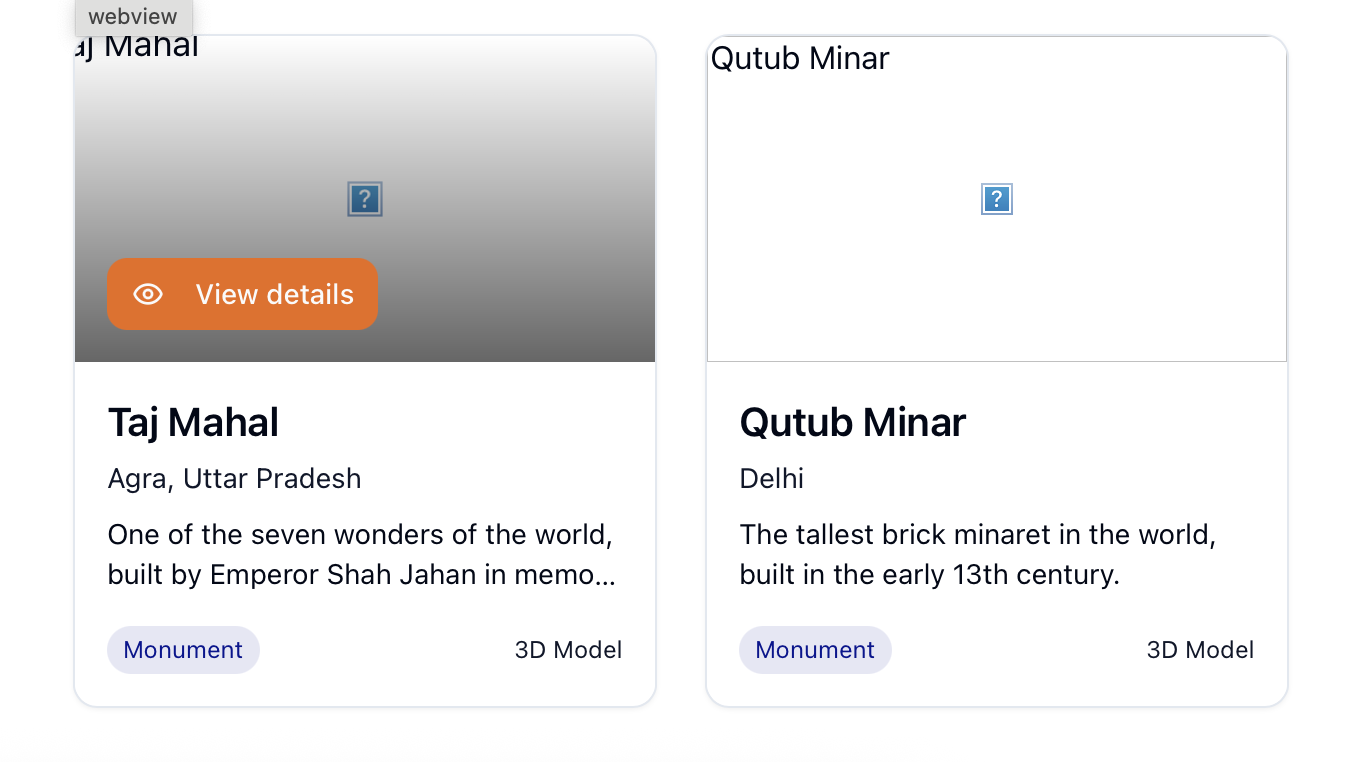 webview
aj Mahal
Qutub Minar
?
?
View details
Taj Mahal
Agra, Uttar Pradesh
One of the seven wonders of the world,
built by Emperor Shah Jahan in memo...
Monument
3D Model
Qutub Minar
Delhi
The tallest brick minaret in the world,
built in the early 13th century.
Monument
3D Model